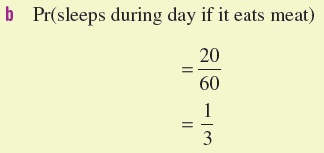 b Pr(sleeps during day if it eats meat)
= 20/60
= 1/3